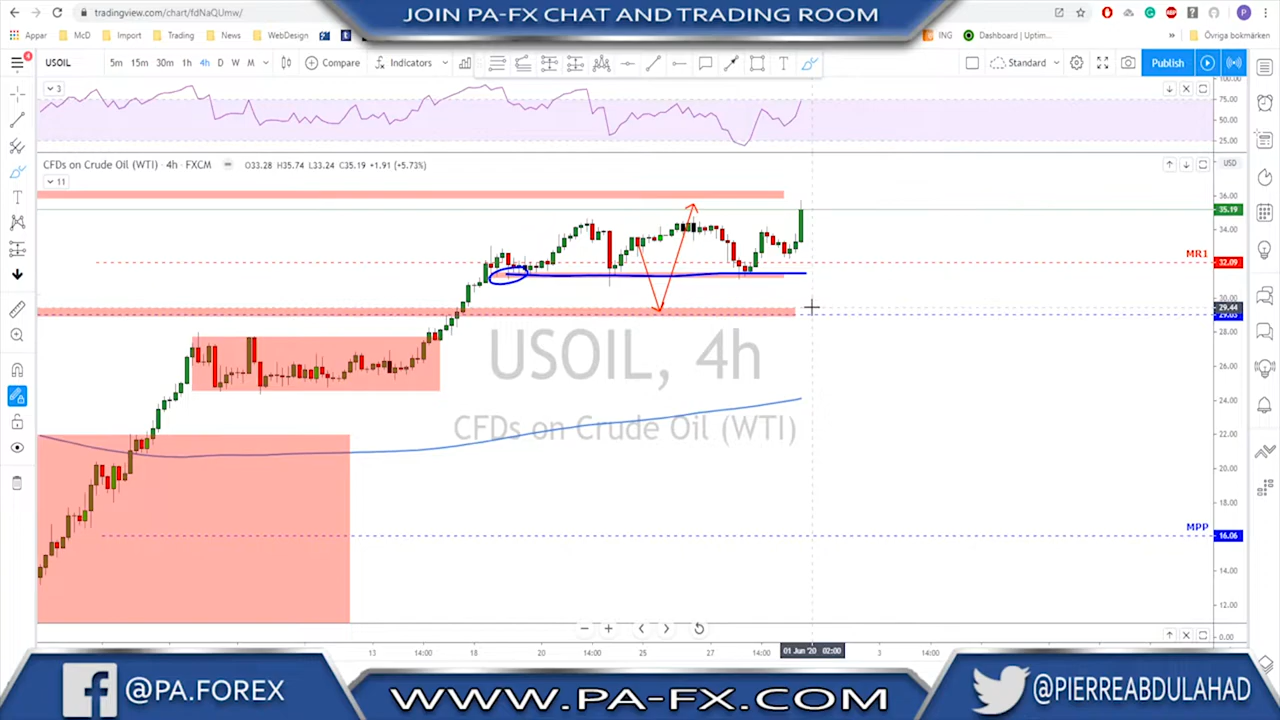 JOIN PA-FX CHAT AND TRADING ROOM
tradingview.com/chart/fdNaQUmw/
Appar McD Import Trading News WebDesign ING Dashboard | Uptim... » Övriga bokmärken
USOIL 5m 15m 30m 1h 4h D W M Compare Indicators Standard Publish
3
100.00
75.00
50.00
25.00
CFDs on Crude Oil (WTI) · 4h · FXCM O33.28 H35.74 L33.24 C35.19 +1.91 (+5.73%)
USD
11
36.00
35.19
34.00
MR1 32.09
30.00
29.44
28.00
26.00
24.00
22.00
20.00
18.00
MPP 16.06
14.00
12.00
0.00
USOIL, 4h
CFDs on Crude Oil (WTI)
13 14:00 18 20 14:00 25 27 14:00 01 Jun '20 02:00 3 14:00
@PA.FOREX
WWW.PA-FX.COM
@PIERREABDULAHAD